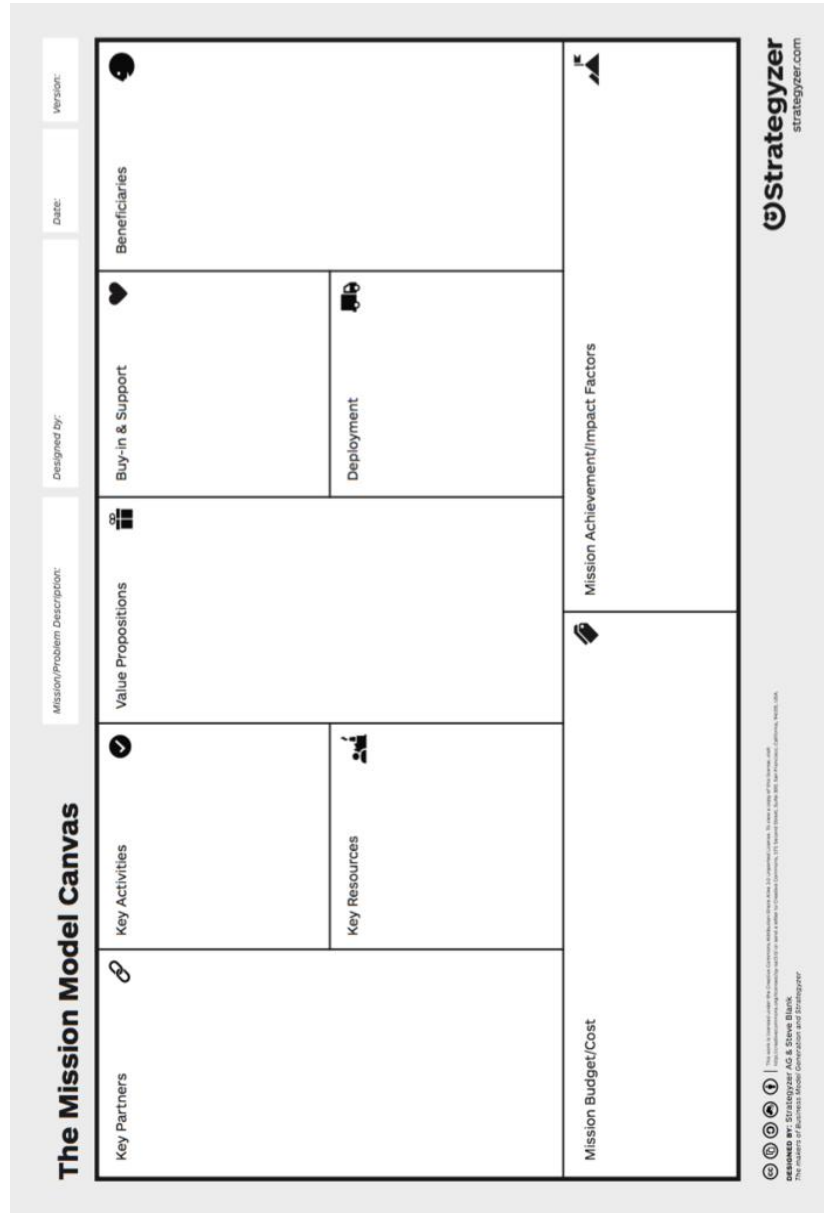 The Mission Model Canvas
Mission/Problem Description:
Designed by:
Date:
Version:
Key Partners
Key Activities
Key Resources
Value Propositions
Buy-in & Support
Deployment
Beneficiaries
Mission Budget/Cost
Mission Achievement/Impact Factors
cc
DESIGNED BY: Strategyzer AG & Steve Blank
The makers of Business Model Generation and Strategyzer
Strategyzer
strategyzer.com